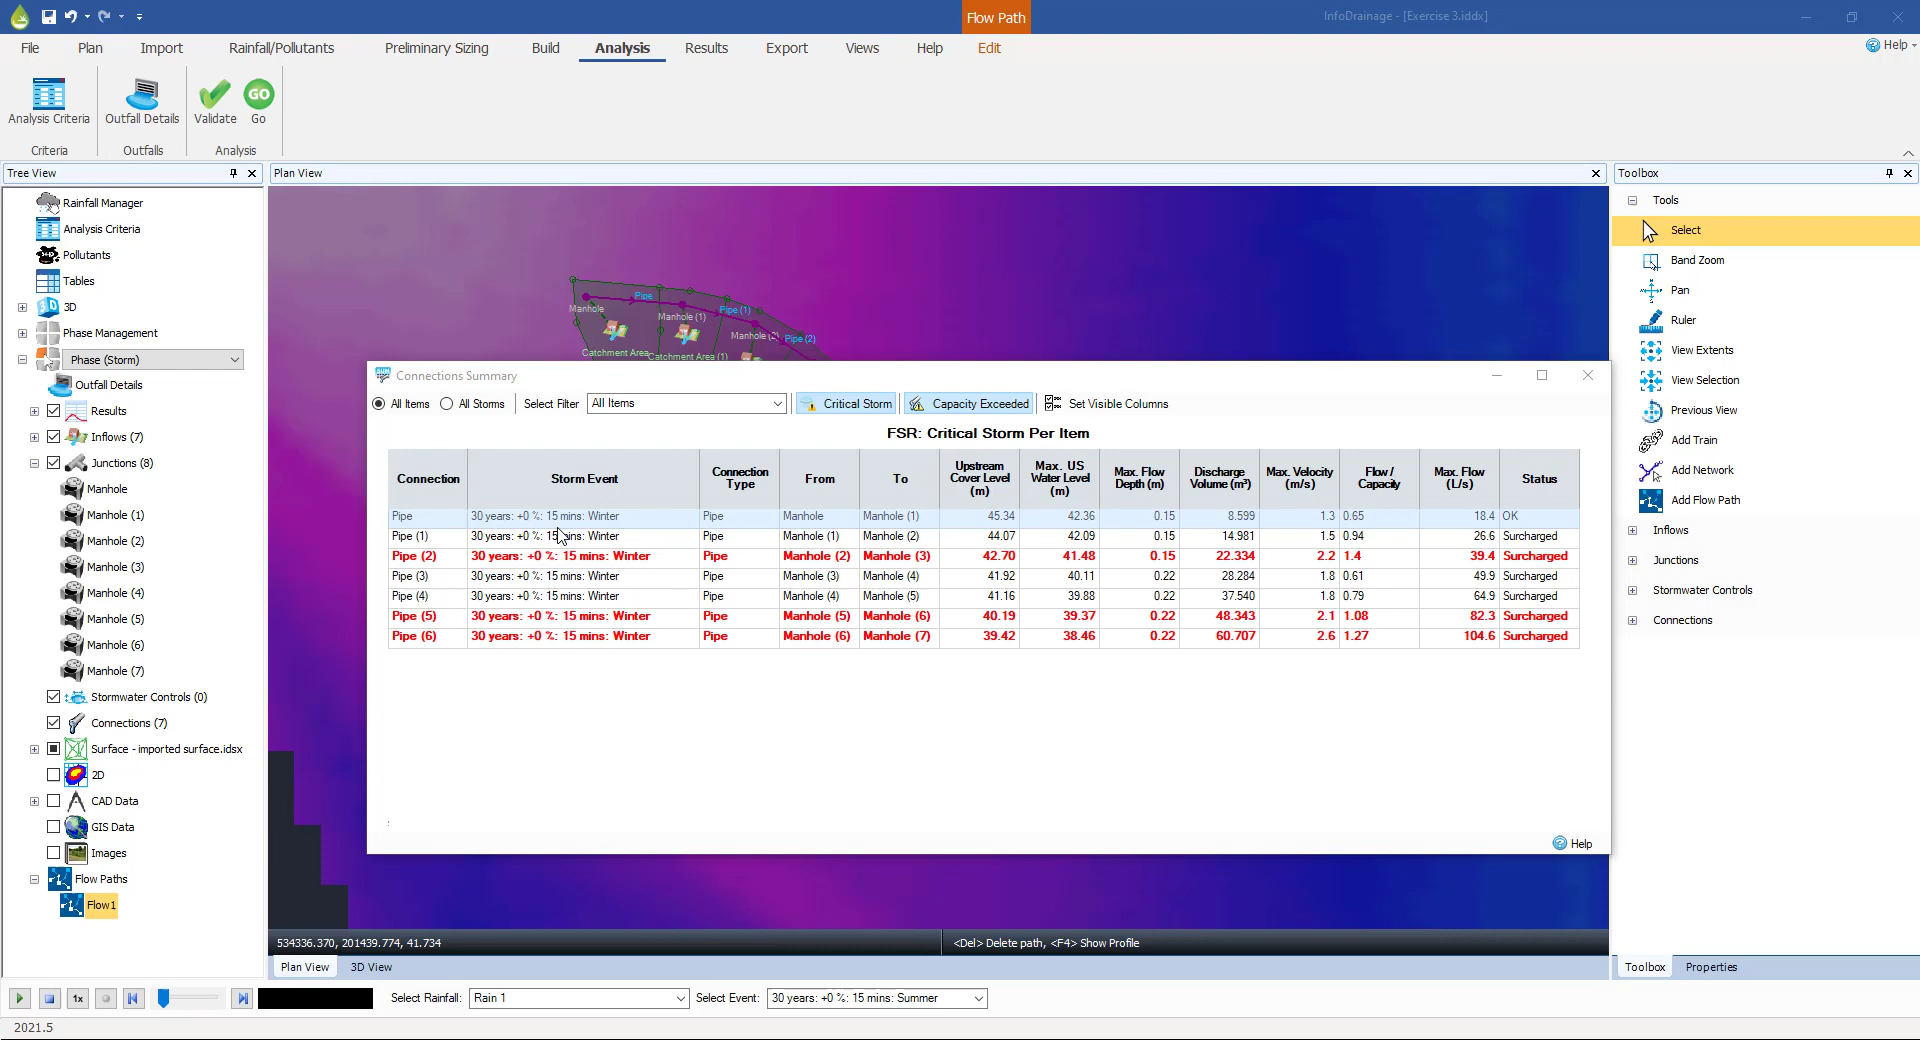 Flow Path
InfoDrainage - [Exercise 3.iddx]
File Plan Import Rainfall/Pollutants Preliminary Sizing Build Analysis Results Export Views Help Edit
Help
Analysis Criteria Outfall Details Validate GO Go
Criteria Outfalls Analysis
Tree View
Plan View
Toolbox
Rainfall Manager
Analysis Criteria
Pollutants
Tables
3D
Phase Management
Phase (Storm)
Outfall Details
Results
Inflows (7)
Junctions (8)
Manhole
Manhole (1)
Manhole (2)
Manhole (3)
Manhole (4)
Manhole (5)
Manhole (6)
Manhole (7)
Stormwater Controls (0)
Connections (7)
Surface - imported surface.idsx
2D
CAD Data
GIS Data
Images
Flow Paths
Flow1
Pipe
Manhole
Pipe (1)
Manhole (1)
Manhole (2)
Pipe (2)
Catchment Area
Catchment Area (1)
Connections Summary
All Items All Storms Select Filter All Items Critical Storm Capacity Exceeded Set Visible Columns
FSR: Critical Storm Per Item
Connection Storm Event Connection Type From To Upstream Cover Level (m) Max. US Water Level (m) Max. Flow Depth (m) Discharge Volume (m³) Max. Velocity (m/s) Flow / Capacity Max. Flow (L/s) Status
Pipe 30 years: +0 %: 15 mins: Winter Pipe Manhole Manhole (1) 45.34 42.36 0.15 8.599 1.3 0.65 18.4 OK
Pipe (1) 30 years: +0 %: 15 mins: Winter Pipe Manhole (1) Manhole (2) 44.07 42.09 0.15 14.981 1.5 0.94 26.6 Surcharged
Pipe (2) 30 years: +0 %: 15 mins: Winter Pipe Manhole (2) Manhole (3) 42.70 41.48 0.15 22.334 2.2 1.4 39.4 Surcharged
Pipe (3) 30 years: +0 %: 15 mins: Winter Pipe Manhole (3) Manhole (4) 41.92 40.11 0.22 28.284 1.8 0.61 49.9 Surcharged
Pipe (4) 30 years: +0 %: 15 mins: Winter Pipe Manhole (4) Manhole (5) 41.16 39.88 0.22 37.540 1.8 0.79 64.9 Surcharged
Pipe (5) 30 years: +0 %: 15 mins: Winter Pipe Manhole (5) Manhole (6) 40.19 39.37 0.22 48.343 2.1 1.08 82.3 Surcharged
Pipe (6) 30 years: +0 %: 15 mins: Winter Pipe Manhole (6) Manhole (7) 39.42 38.46 0.22 60.707 2.6 1.27 104.6 Surcharged
Help
534336.370, 201439.774, 41.734
<Del> Delete path, <F4> Show Profile
Plan View 3D View
Tools
Select
Band Zoom
Pan
Ruler
View Extents
View Selection
Previous View
Add Train
Add Network
Add Flow Path
Inflows
Junctions
Stormwater Controls
Connections
Toolbox Properties
1x
Select Rainfall: Rain 1 Select Event: 30 years: +0 %: 15 mins: Summer
2021.5